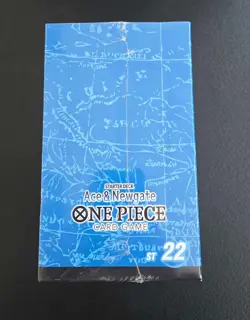 STARTER DECK
Ace & Newgate
ONE PIECE
CARD GAME
ST 22